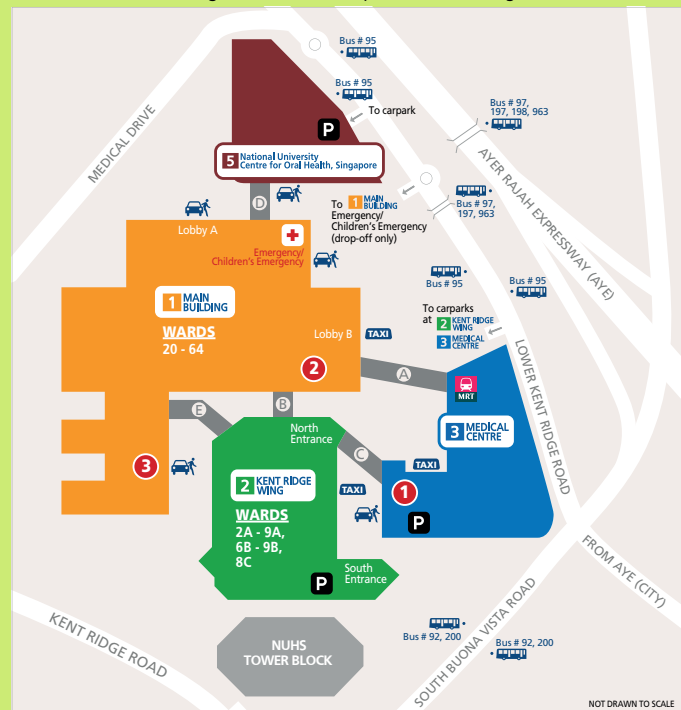 Bus # 95
Bus # 95
To carpark
P
Bus # 97,
197, 198, 963
MEDICAL DRIVE
AYER RAJAH EXPRESSWAY (AYE)
5 National University
Centre for Oral Health, Singapore
D
To 1 MAIN
BUILDING
Emergency/
Children's Emergency
(drop-off only)
Bus # 97,
197, 963
Lobby A
Emergency/
Children's Emergency
Bus # 95
Bus # 95
1 MAIN
BUILDING
WARDS
20 - 64
To carparks
at 2 KENT RIDGE
WING
3 MEDICAL
CENTRE
Lobby B
TAXI
2
A
MRT
LOWER KENT RIDGE ROAD
E
B
North
Entrance
C
3 MEDICAL
CENTRE
3
TAXI
2 KENT RIDGE
WING
TAXI
1
WARDS
2A - 9A,
6B - 9B,
8C
P
South
Entrance
P
FROM AYE (CITY)
SOUTH BUONA VISTA ROAD
KENT RIDGE ROAD
NUHS
TOWER BLOCK
Bus # 92, 200
Bus # 92, 200
NOT DRAWN TO SCALE